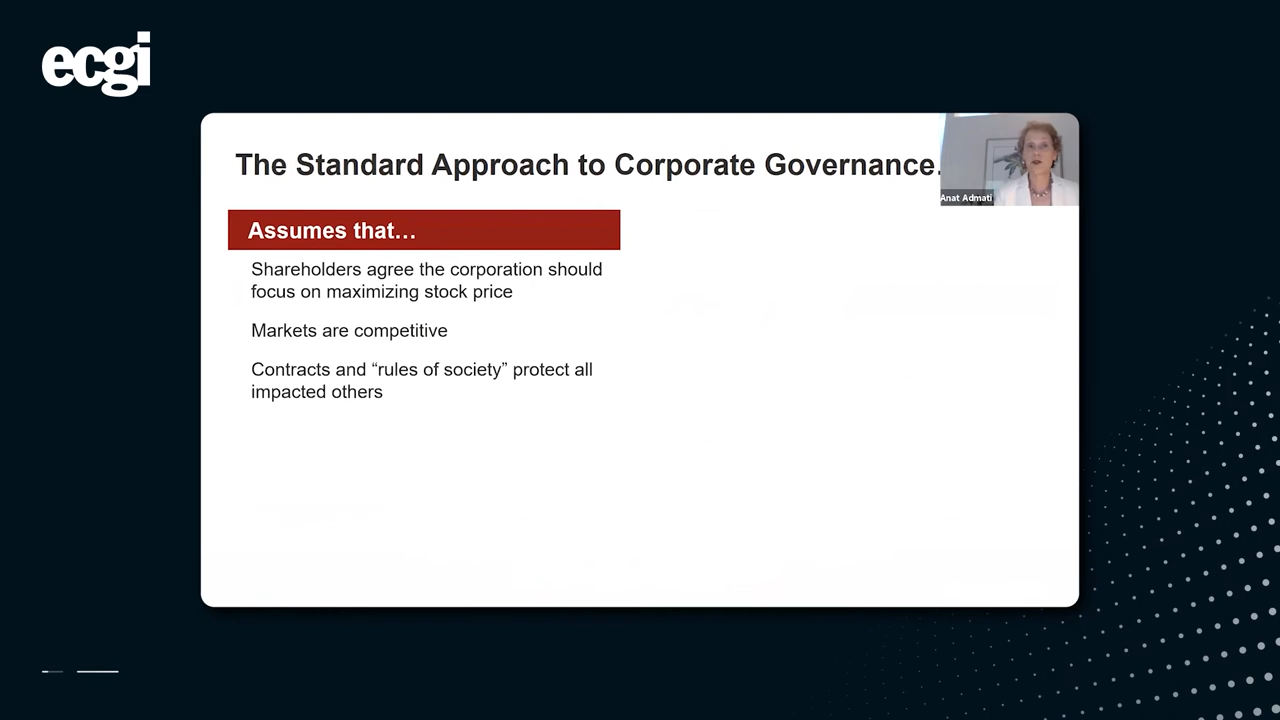 ecgi
The Standard Approach to Corporate Governance.
Anat Admati
Assumes that…
Shareholders agree the corporation should
focus on maximizing stock price
Markets are competitive
Contracts and “rules of society” protect all
impacted others